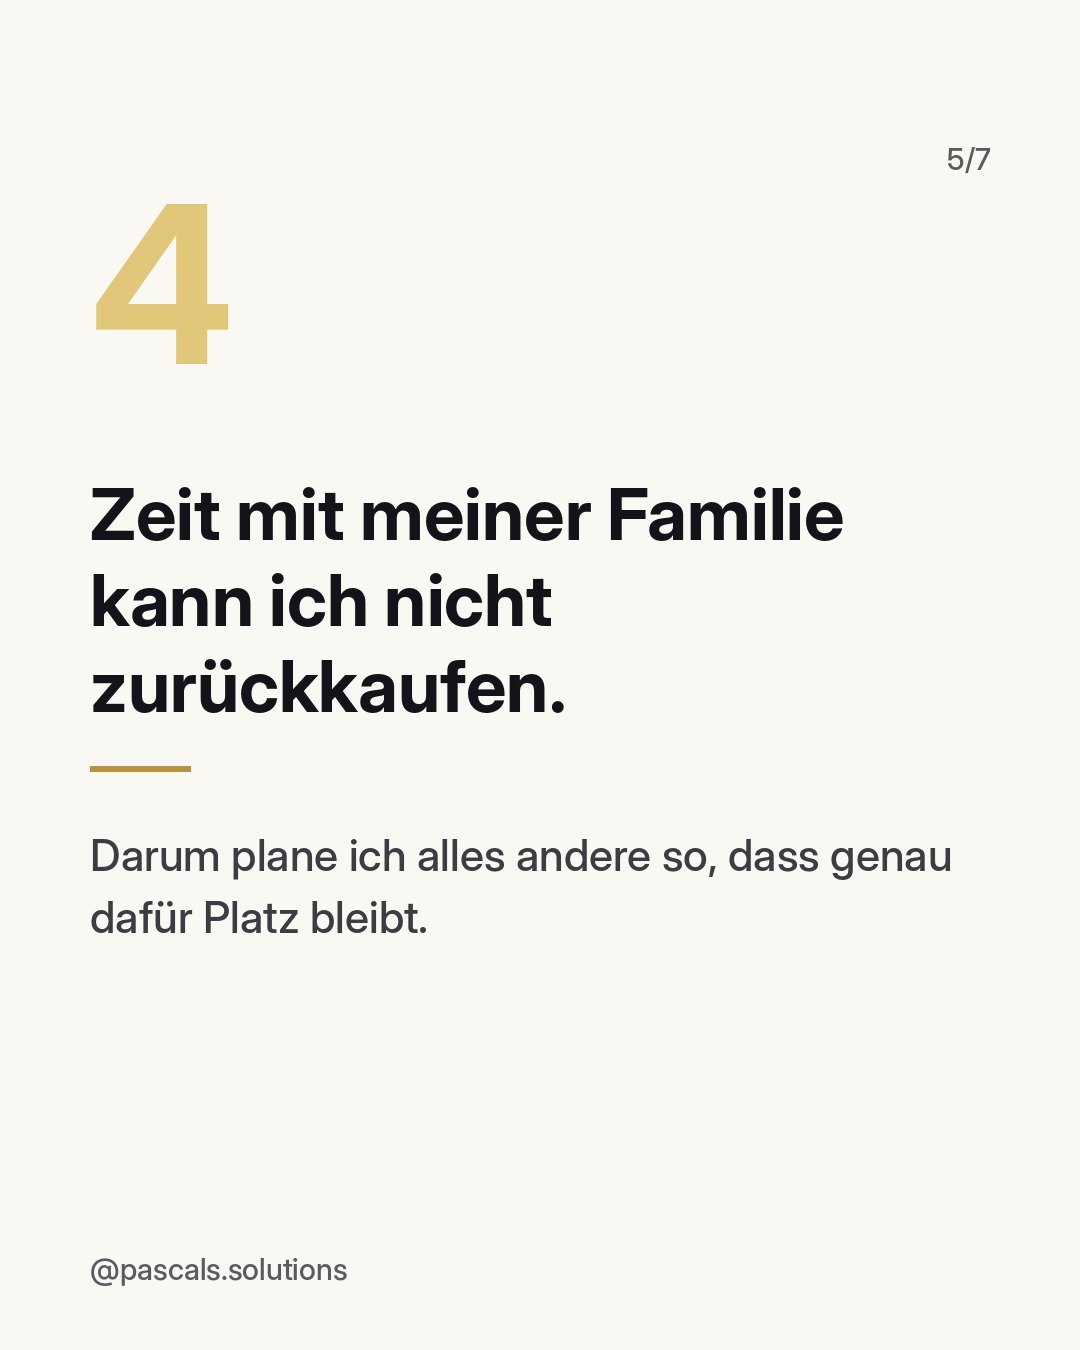 5/7
4
Zeit mit meiner Familie
kann ich nicht
zurückkaufen.
Darum plane ich alles andere so, dass genau
dafür Platz bleibt.
@pascals.solutions